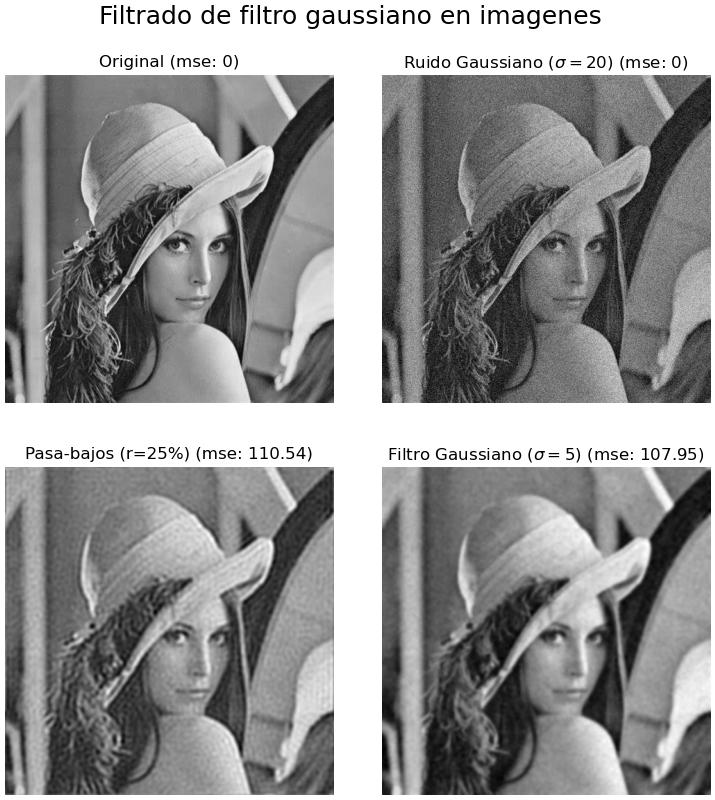 Filtrado de filtro gaussiano en imagenes
Original (mse: 0)
Ruido Gaussiano (σ = 20) (mse: 0)
Pasa-bajos (r=25%) (mse: 110.54)
Filtro Gaussiano (σ = 5) (mse: 107.95)